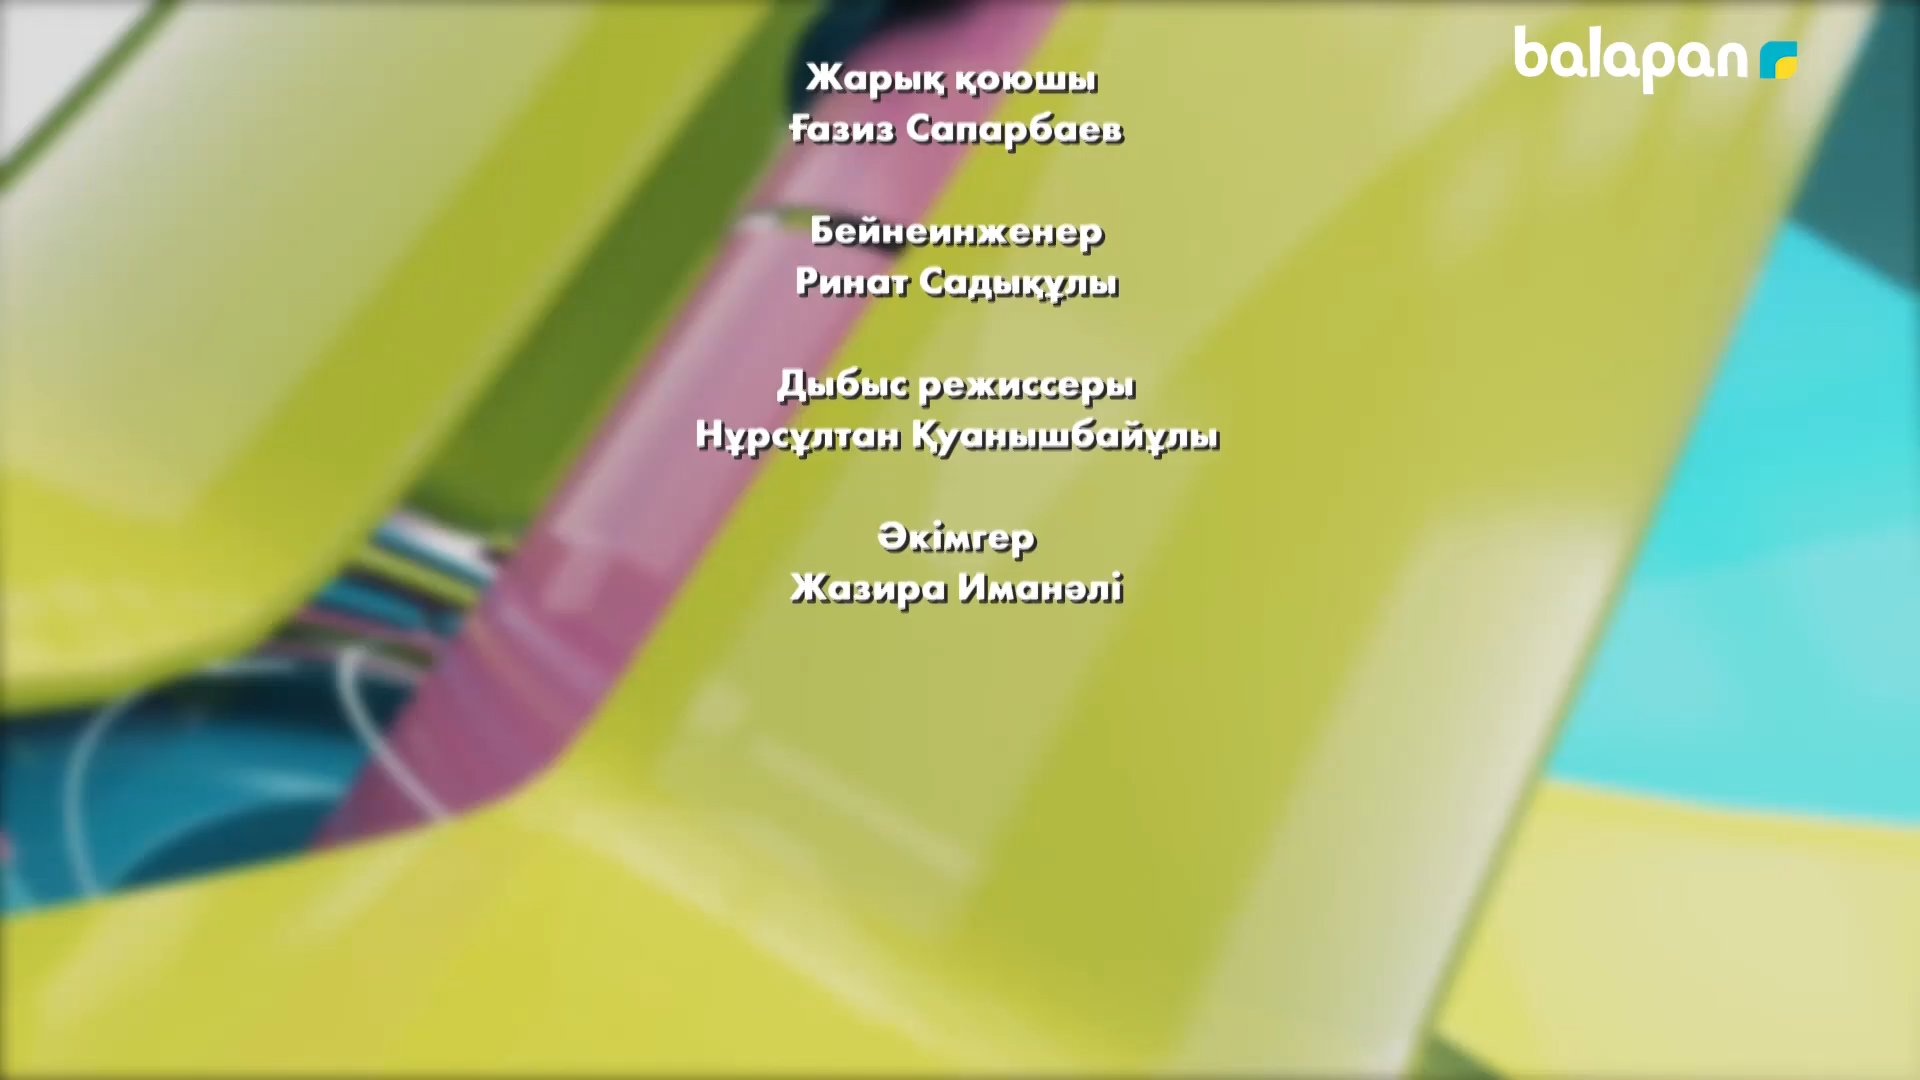 balapan
Жарық қоюшы
Ғазиз Сапарбаев
Бейнеинженер
Ринат Садықұлы
Дыбыс режиссеры
Нұрсұлтан Қуанышбайұлы
Әкімгер
Жазира Иманәлі